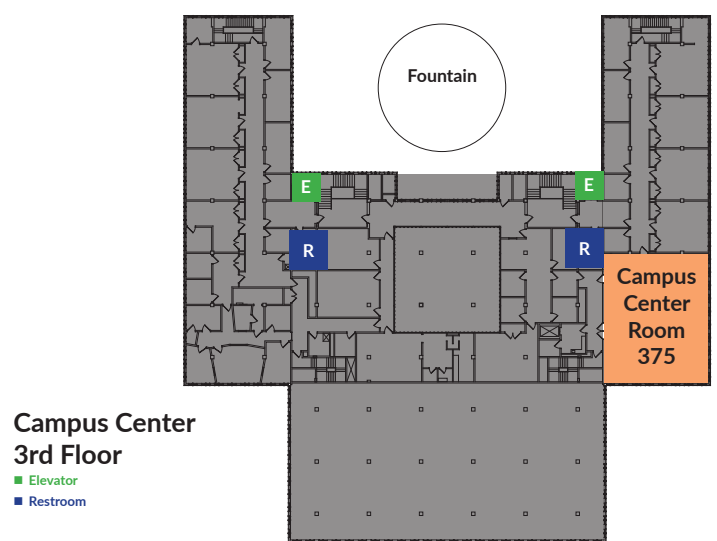 Fountain
E
E
R
R
Campus
Center
Room
375
Campus Center
3rd Floor
Elevator
Restroom